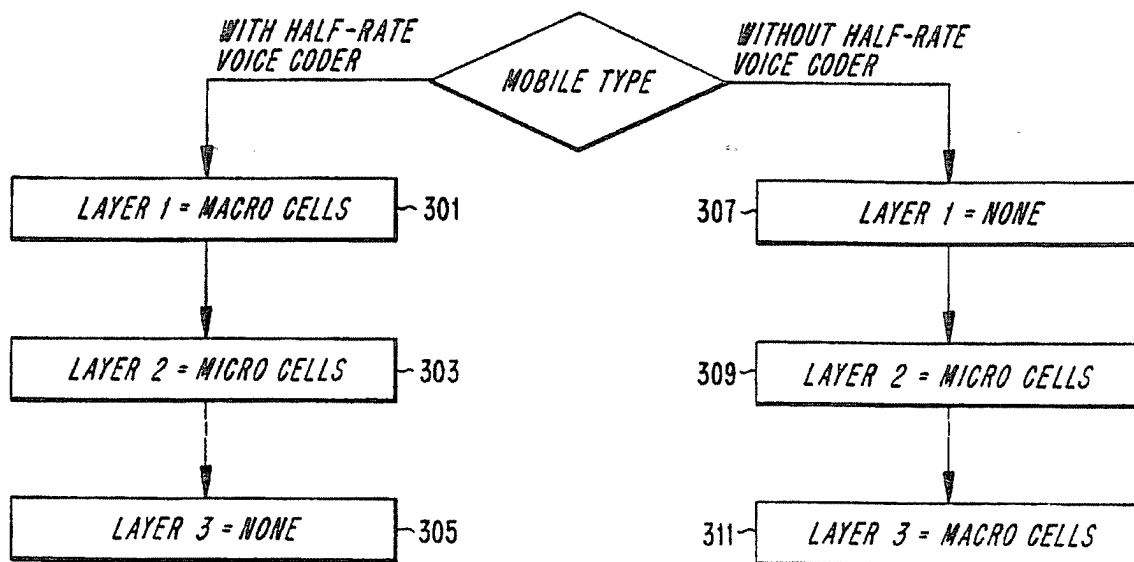 WITH HALF-RATE
VOICE CODER
MOBILE TYPE
WITHOUT HALF-RATE
VOICE CODER
LAYER 1 = MACRO CELLS
301
307
LAYER 1 = NONE
LAYER 2 = MICRO CELLS
303
309
LAYER 2 = MICRO CELLS
LAYER 3 = NONE
305
311
LAYER 3 = MACRO CELLS